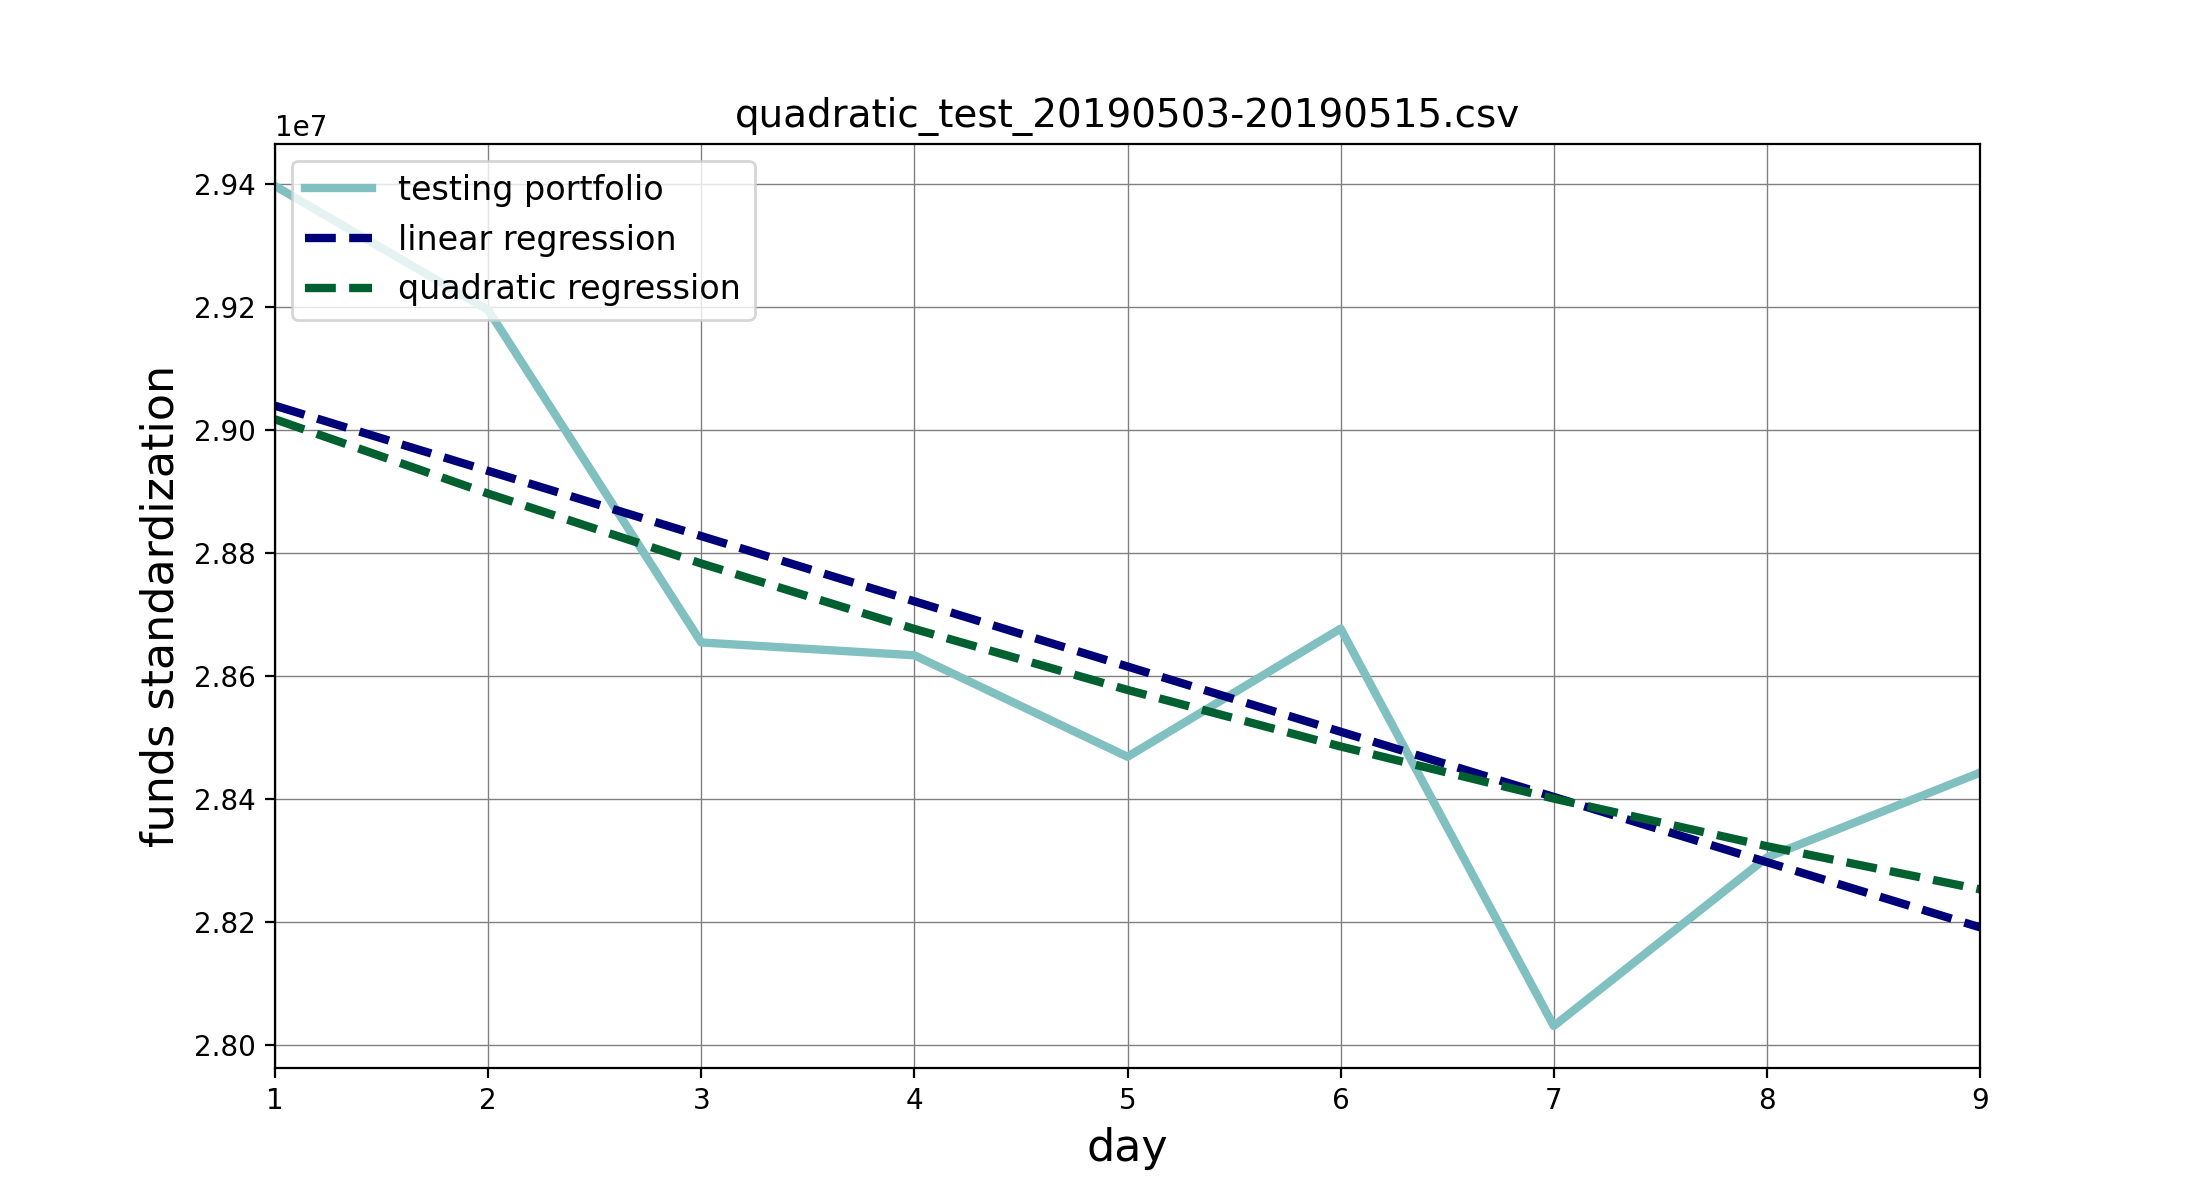 quadratic_test_20190503-20190515.csv
1e7
testing portfolio
linear regression
quadratic regression
2.94
2.92
2.90
2.88
2.86
2.84
2.82
2.80
funds standardization
1 2 3 4 5 6 7 8 9
day